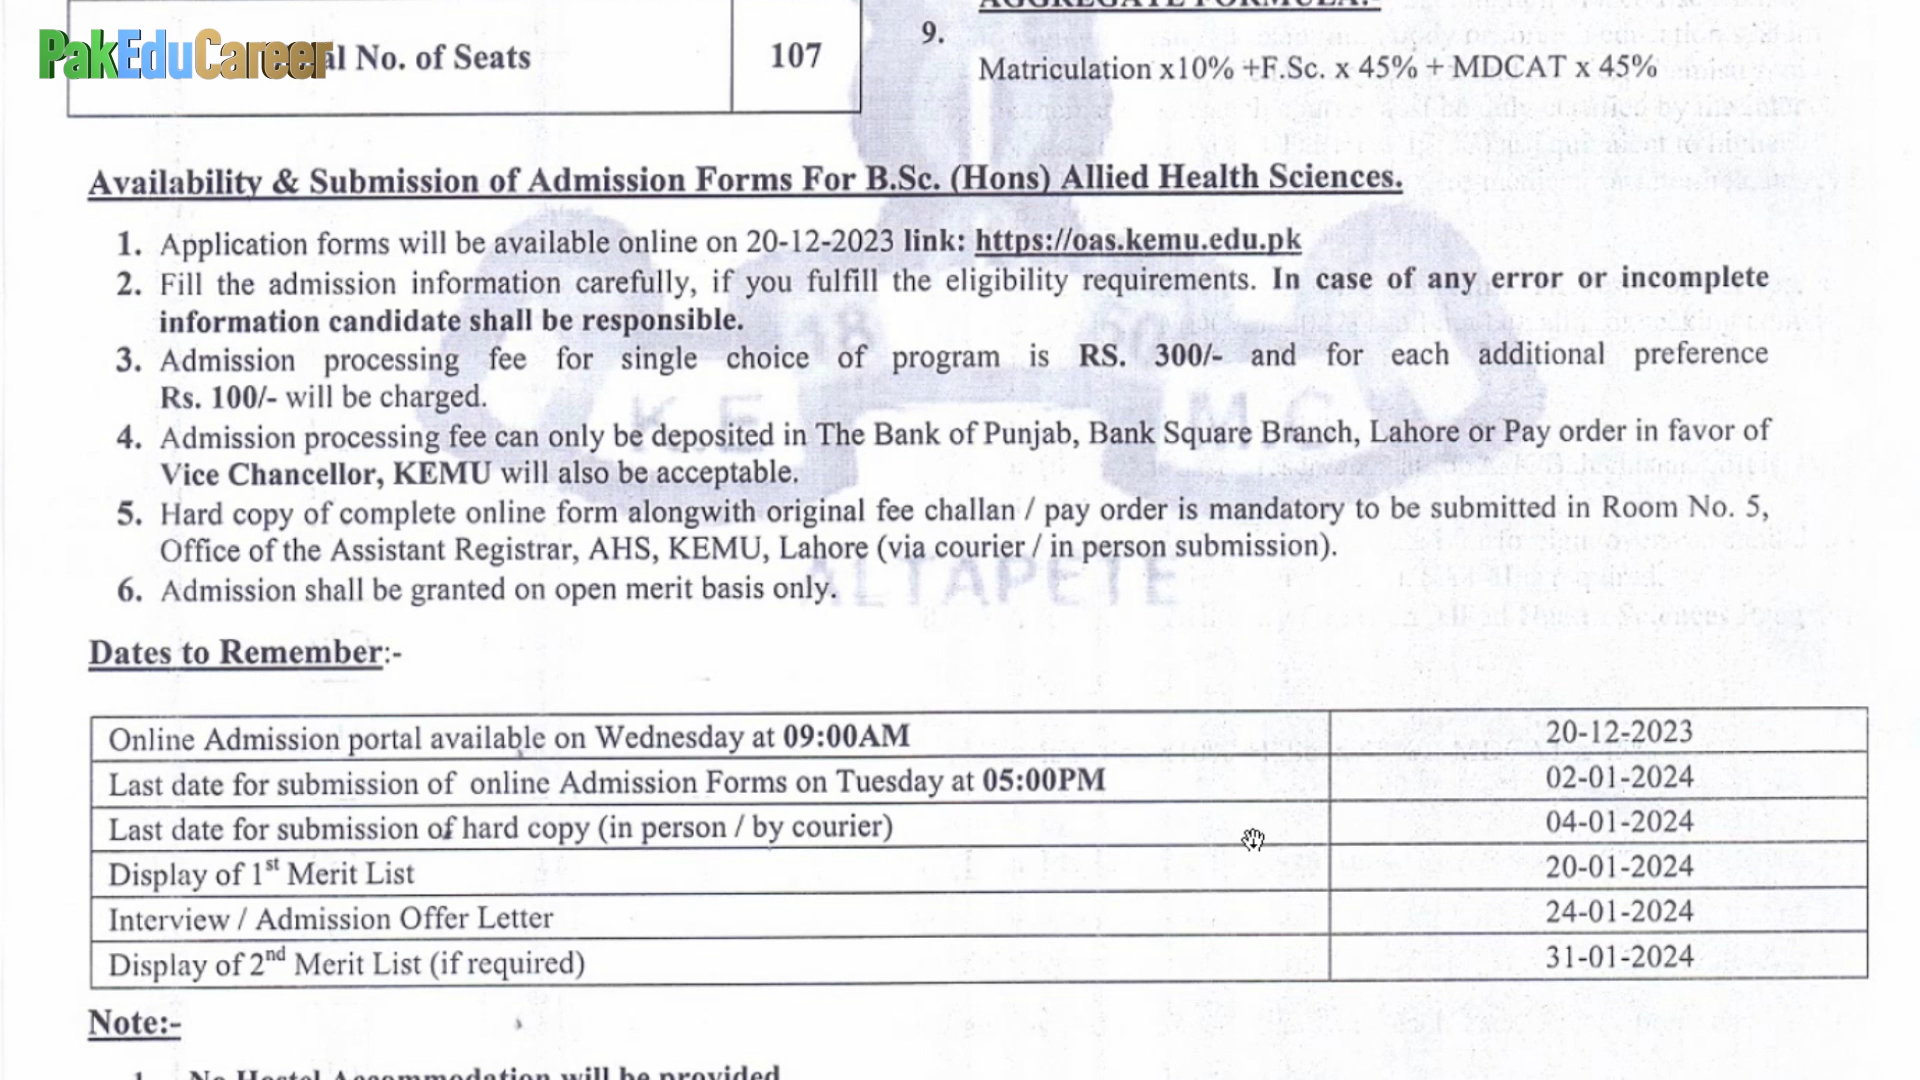 PakEduCareer
al No. of Seats
107
AGGREGATE FORMULA:-
9.
Matriculation x10% +F.Sc. x 45% + MDCAT x 45%
Availability & Submission of Admission Forms For B.Sc. (Hons) Allied Health Sciences.
1. Application forms will be available online on 20-12-2023 link: https://oas.kemu.edu.pk
2. Fill the admission information carefully, if you fulfill the eligibility requirements. In case of any error or incomplete
information candidate shall be responsible.
3. Admission processing fee for single choice of program is RS. 300/- and for each additional preference
Rs. 100/- will be charged.
4. Admission processing fee can only be deposited in The Bank of Punjab, Bank Square Branch, Lahore or Pay order in favor of
Vice Chancellor, KEMU will also be acceptable.
5. Hard copy of complete online form alongwith original fee challan / pay order is mandatory to be submitted in Room No. 5,
Office of the Assistant Registrar, AHS, KEMU, Lahore (via courier / in person submission).
6. Admission shall be granted on open merit basis only.
18 60
K.E M.C
ALTAPETE
Dates to Remember:-
Online Admission portal available on Wednesday at 09:00AM 20-12-2023
Last date for submission of online Admission Forms on Tuesday at 05:00PM 02-01-2024
Last date for submission of hard copy (in person / by courier) 04-01-2024
Display of 1st Merit List 20-01-2024
Interview / Admission Offer Letter 24-01-2024
Display of 2nd Merit List (if required) 31-01-2024
Note:-
1. No Hostel Accommodation will be provided